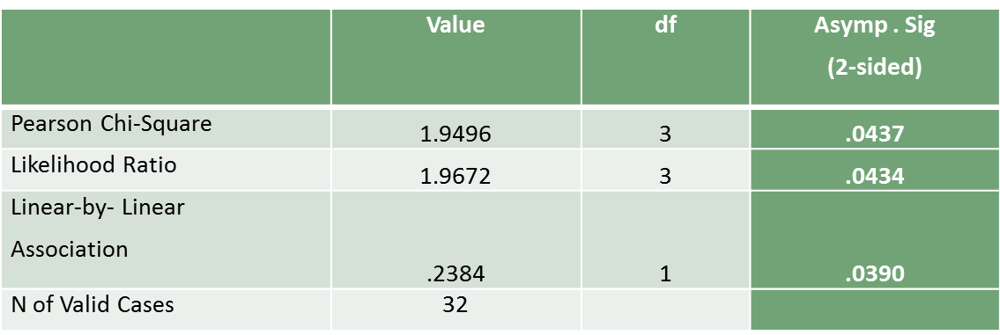 Value df Asymp . Sig
(2-sided)
Pearson Chi-Square 1.9496 3 .0437
Likelihood Ratio 1.9672 3 .0434
Linear-by- Linear
Association .2384 1 .0390
N of Valid Cases 32